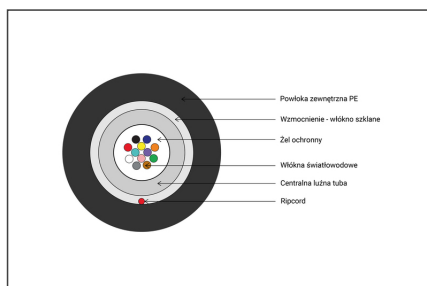 Powłoka zewnętrzna PE
Wzmocnienie - włókno szklane
Żel ochronny
Włókna światłowodowe
Centralna luźna tuba
Ripcord